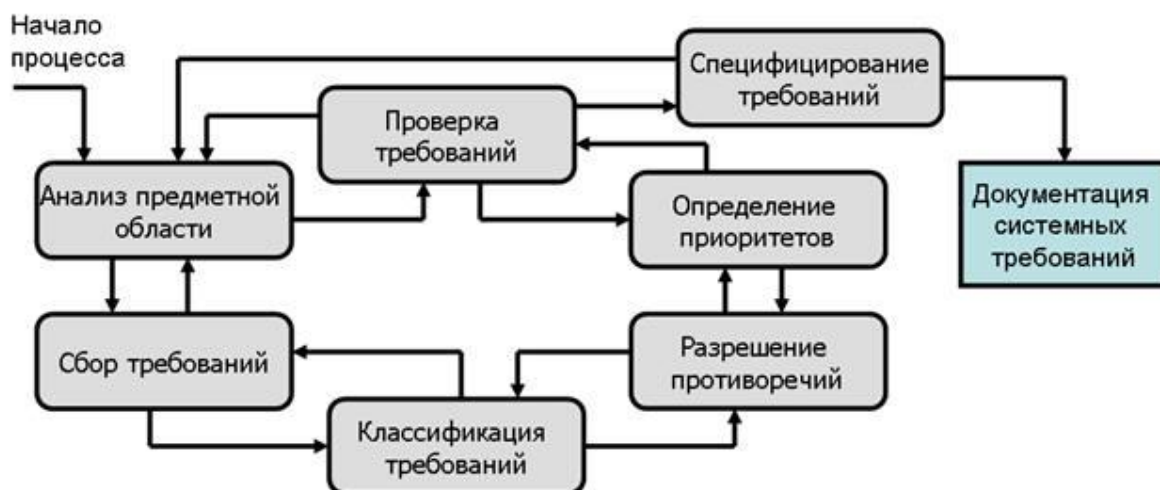 Начало
процесса
Спецификация
требований
Проверка
требований
Анализ предметной
области
Определение
приоритетов
Документация
системных
требований
Сбор требований
Разрешение
противоречий
Классификация
требований